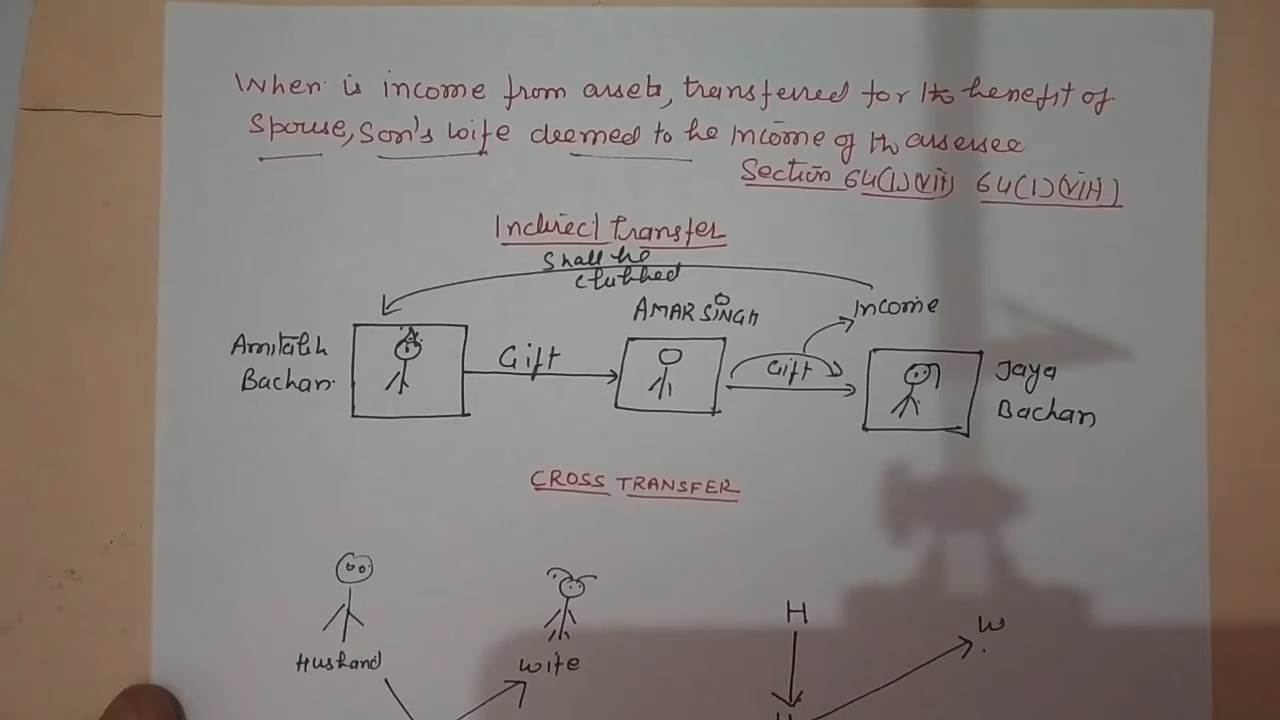 When is income from assets, transferred for the benefit of
Spouse, Son's wife deemed to be Income of the assessee
Section 64(1)(vii) 64(1)(viii)
Indirect transfer
Shall be
clubbed
AMAR SINGH
Income
Amitabh
Bachan
Gift
Gift
Jaya
Bachan
CROSS TRANSFER
Husband
wife
H
W